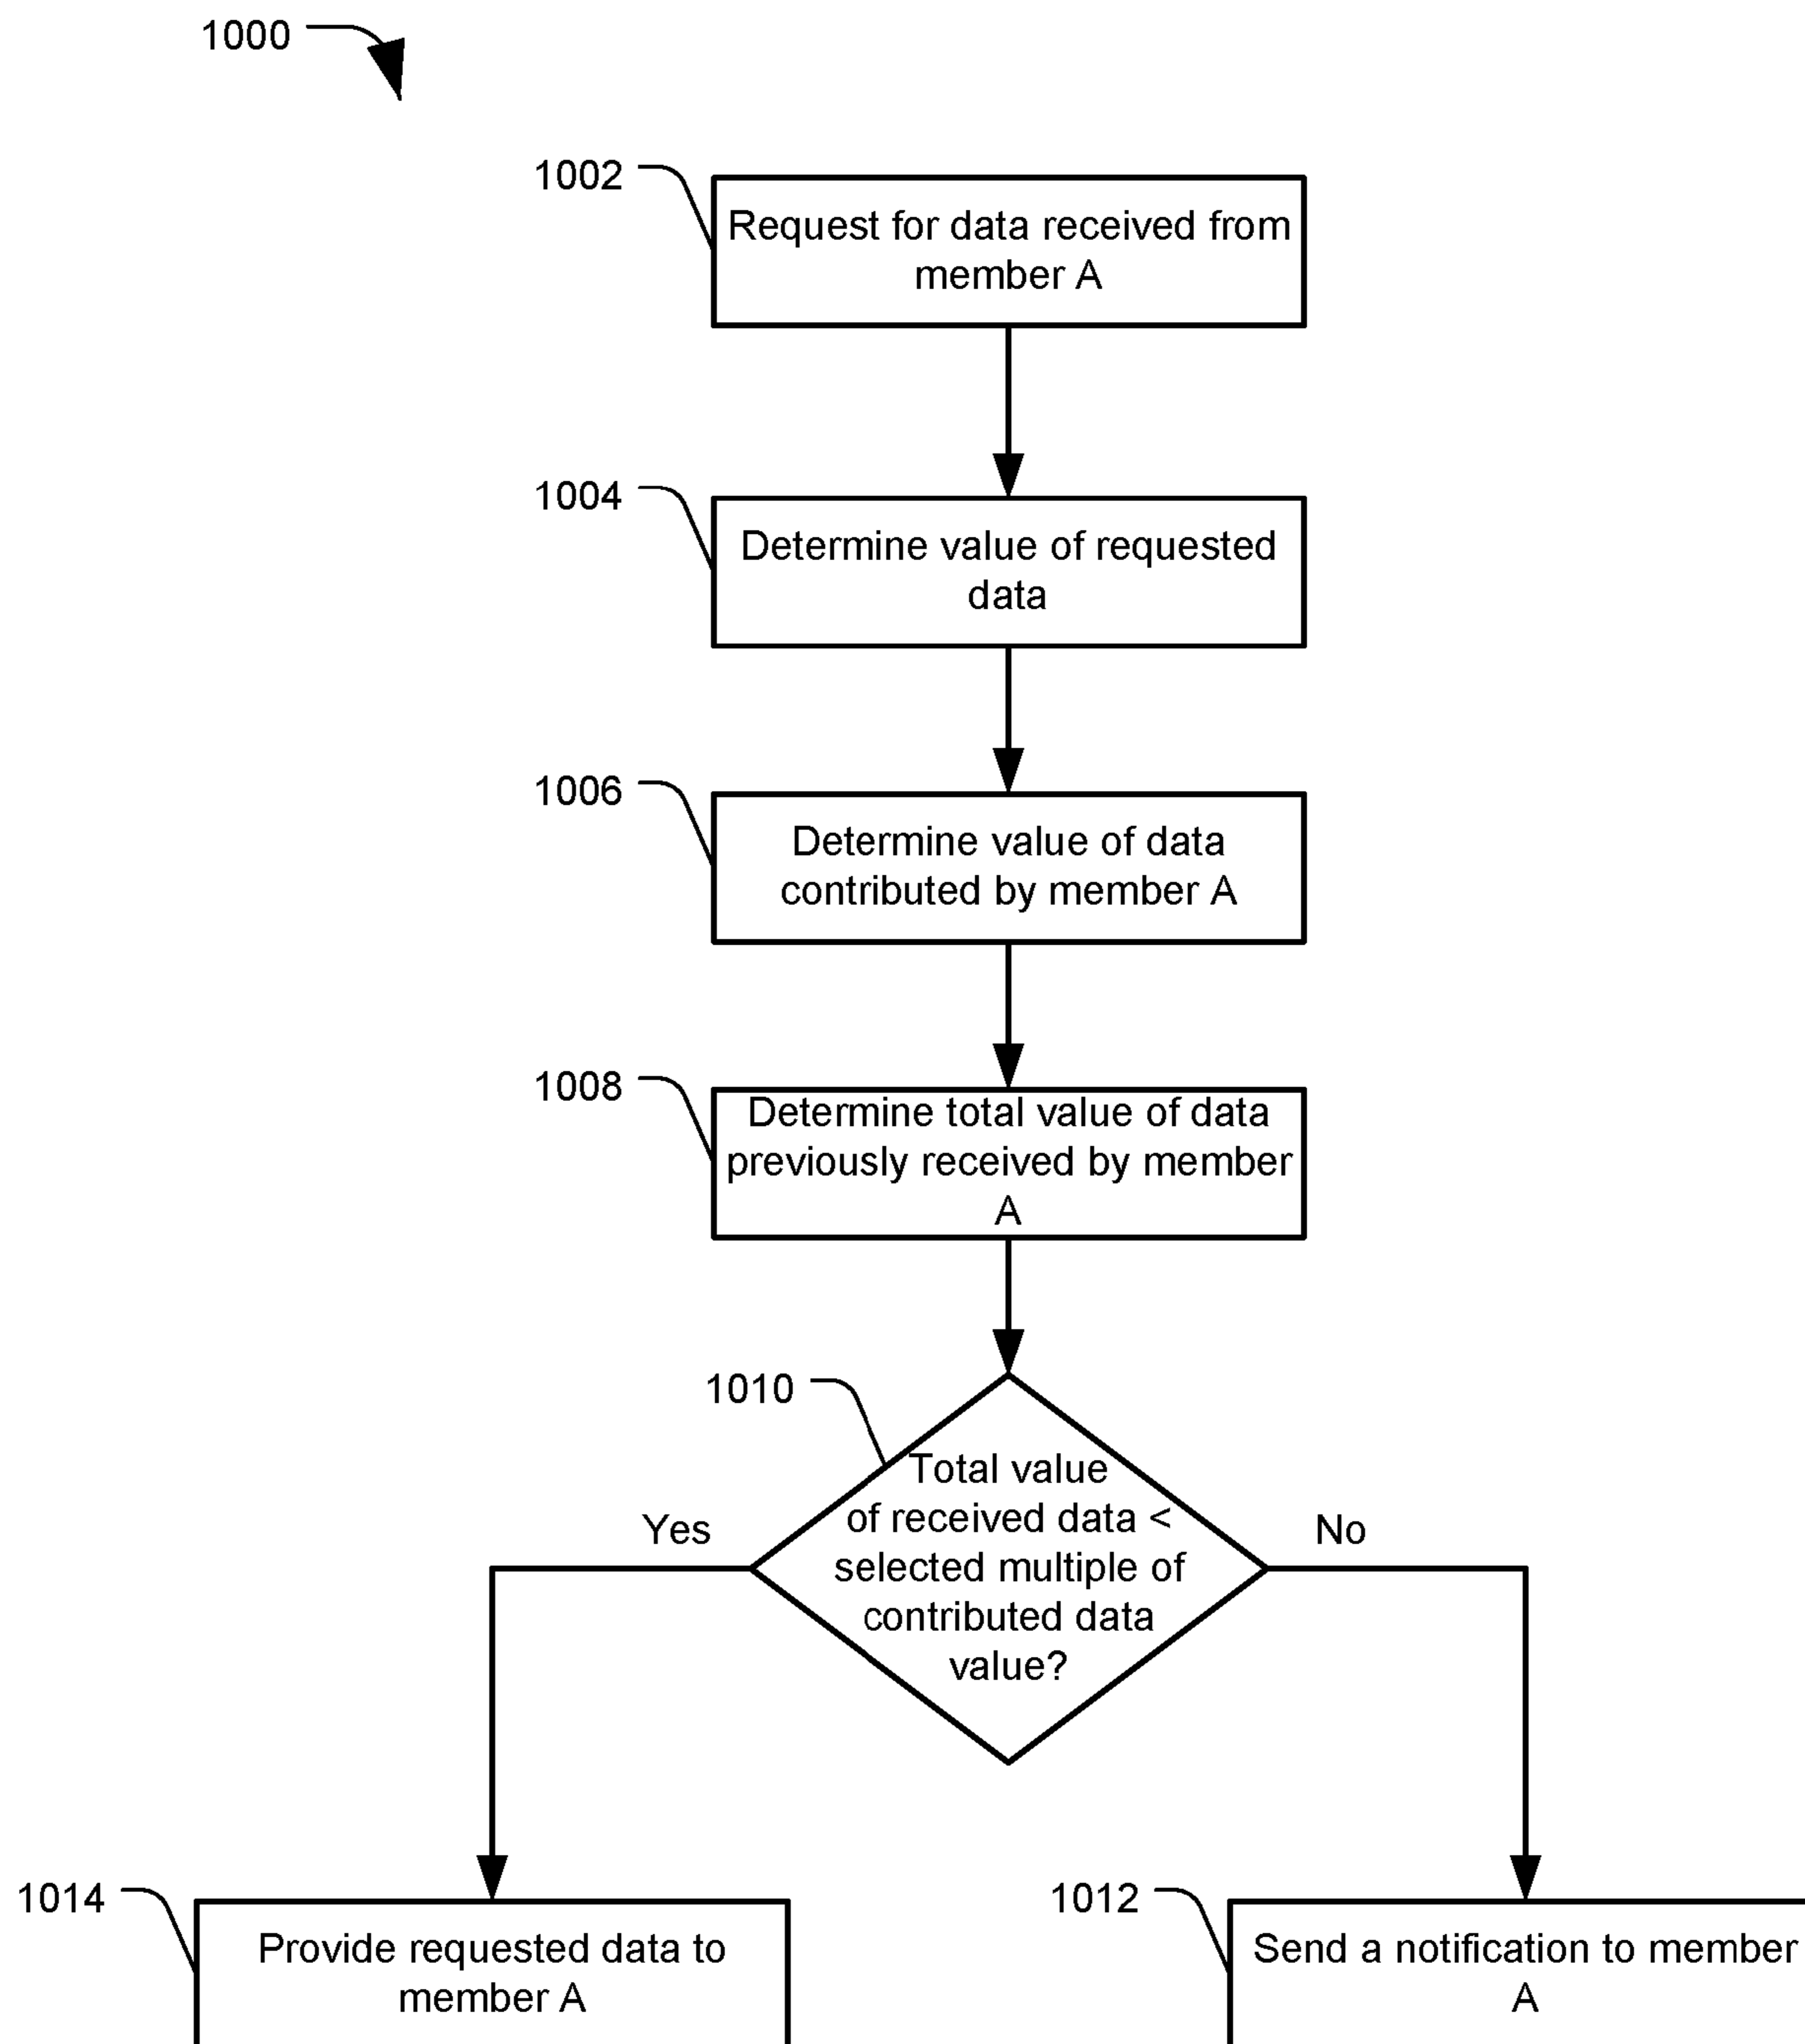 1000
1002
Request for data received from
member A
1004
Determine value of requested
data
1006
Determine value of data
contributed by member A
1008
Determine total value of data
previously received by member
A
1010
Total value
of received data <
selected multiple of
contributed data
value?
Yes
No
1014
Provide requested data to
member A
1012
Send a notification to member
A